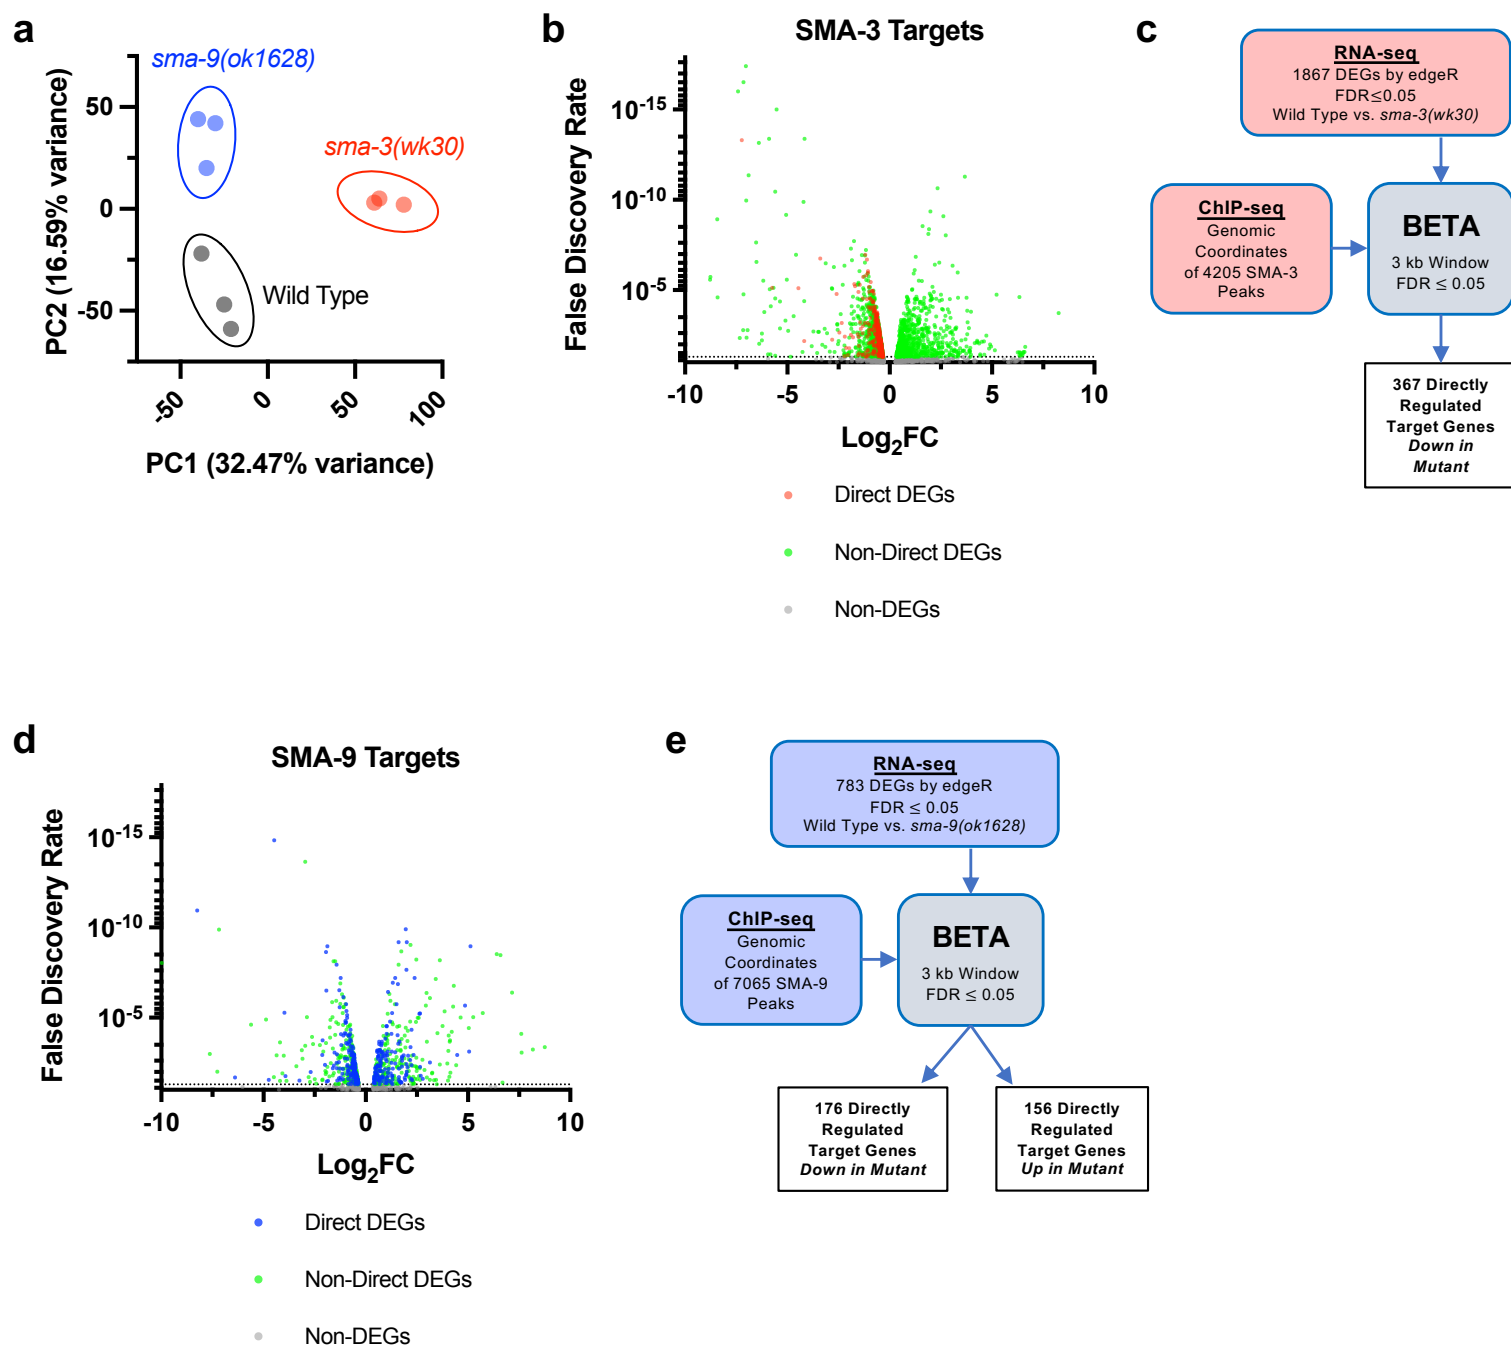 a
sma-9(ok1628)
sma-3(wk30)
Wild Type
PC2 (16.59% variance)
50
0
-50
-50
0
50
100
PC1 (32.47% variance)
b
SMA-3 Targets
False Discovery Rate
10-15
10-10
10-5
-10
-5
0
5
10
Log2FC
Direct DEGs
Non-Direct DEGs
Non-DEGs
c
RNA-seq
1867 DEGs by edgeR
FDR≤0.05
Wild Type vs. sma-3(wk30)
ChIP-seq
Genomic
Coordinates
of 4205 SMA-3
Peaks
BETA
3 kb Window
FDR ≤ 0.05
367 Directly
Regulated
Target Genes
Down in
Mutant
d
SMA-9 Targets
False Discovery Rate
10-15
10-10
10-5
-10
-5
0
5
10
Log2FC
Direct DEGs
Non-Direct DEGs
Non-DEGs
e
RNA-seq
783 DEGs by edgeR
FDR ≤ 0.05
Wild Type vs. sma-9(ok1628)
ChIP-seq
Genomic
Coordinates
of 7065 SMA-9
Peaks
BETA
3 kb Window
FDR ≤ 0.05
176 Directly
Regulated
Target Genes
Down in Mutant
156 Directly
Regulated
Target Genes
Up in Mutant